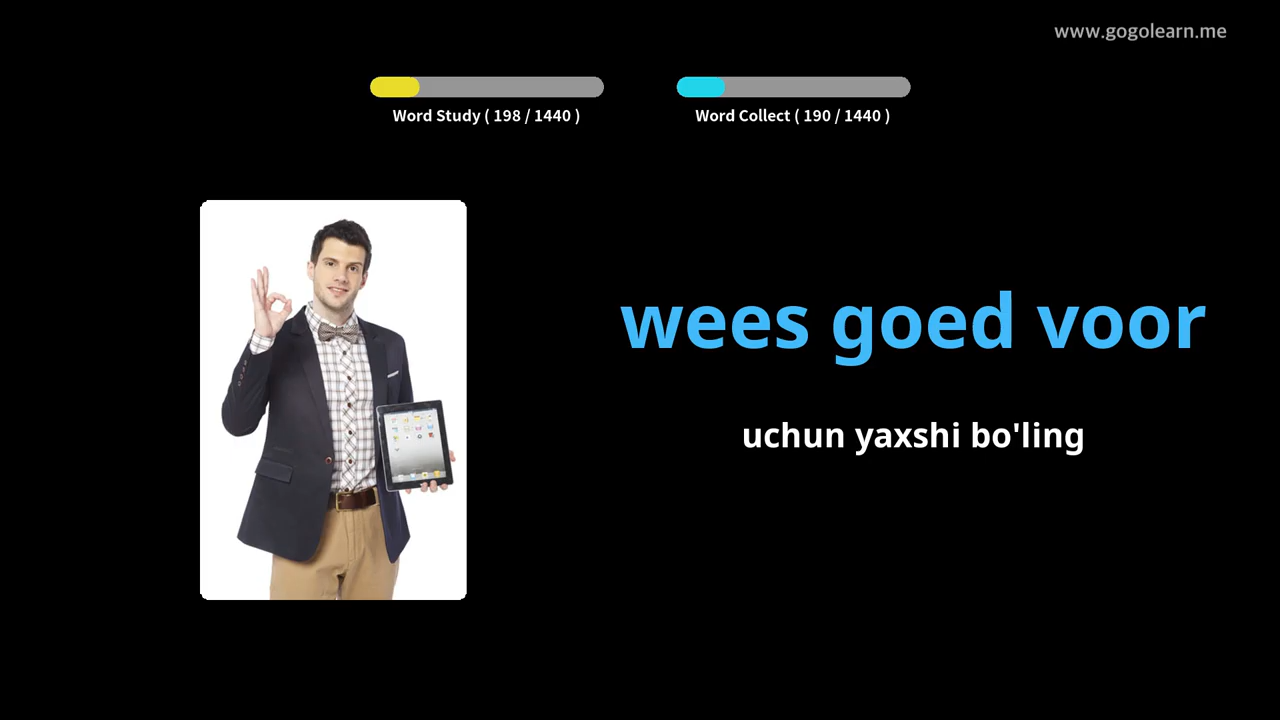 www.gogolearn.me
Word Study ( 198 / 1440 )
Word Collect ( 190 / 1440 )
wees goed voor
uchun yaxshi bo'ling